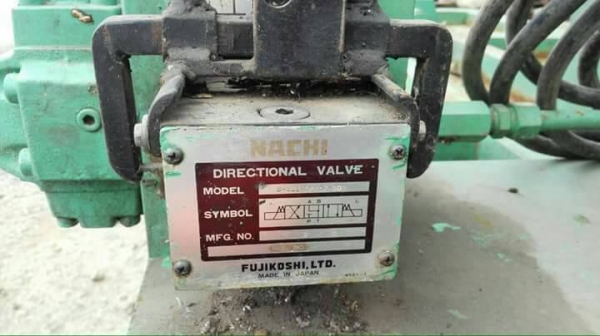 NACHI
DIRECTIONAL VALVE
MODEL
SYMBOL
A B
MFG. NO.
FUJIKOSHI, LTD.
MADE IN JAPAN